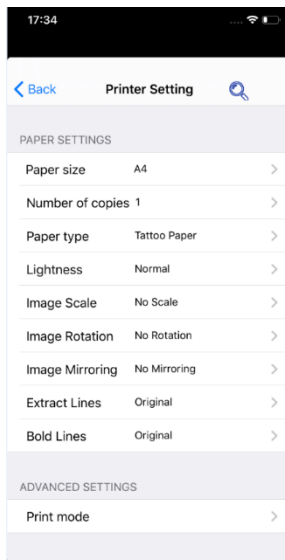 17:34
Back Printer Setting
PAPER SETTINGS
Paper size A4
Number of copies 1
Paper type Tattoo Paper
Lightness Normal
Image Scale No Scale
Image Rotation No Rotation
Image Mirroring No Mirroring
Extract Lines Original
Bold Lines Original
ADVANCED SETTINGS
Print mode